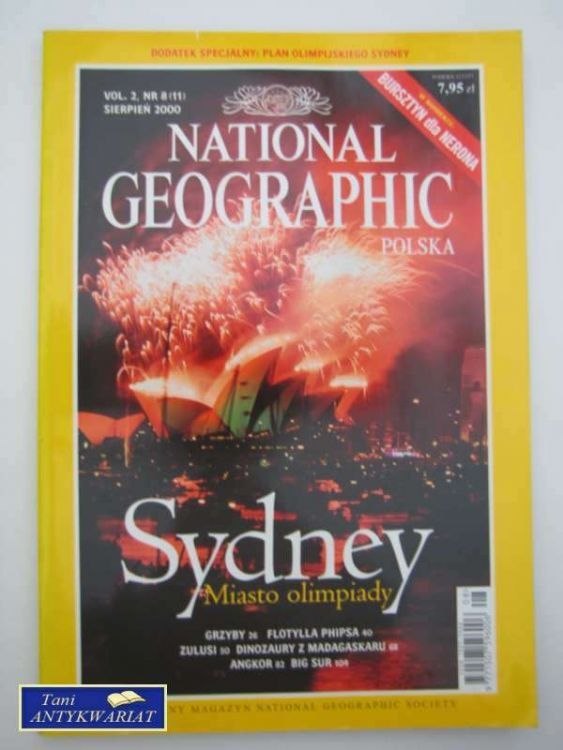 DODATEK SPECJALNY: PLAN OLIMPIJSKIEGO SYDNEY
VOL. 2, NR 8 (11)
SIERPIEŃ 2000
7,95 zł
W NUMERZE:
BURSZTYN dla NERONA
NATIONAL
GEOGRAPHIC
POLSKA
Sydney
Miasto olimpiady
GRZYBY 26 FLOTYLLA PHIPSA 40
ZULUSI 50 DINOZAURY Z MADAGASKARU 68
ANGKOR 82 BIG SUR 104
NY MAGAZYN NATIONAL GEOGRAPHIC SOCIETY
Tani
ANTYKWARIAT